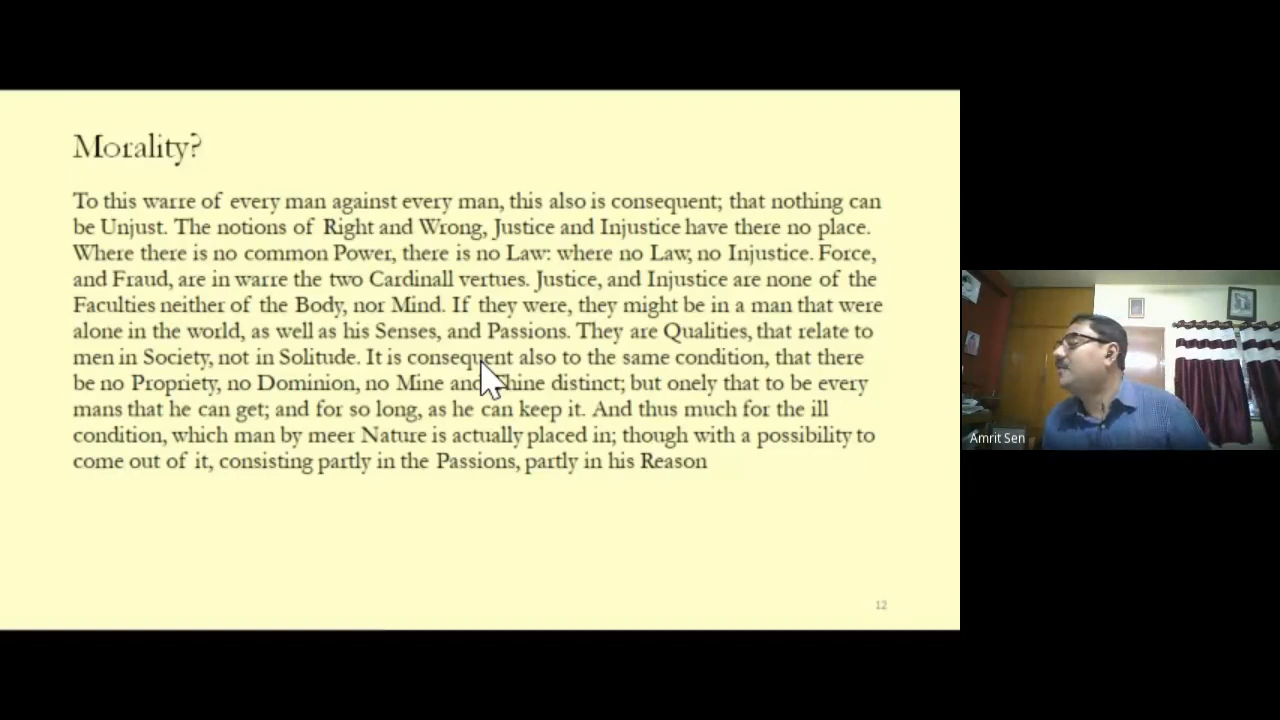 Morality?
To this warre of every man against every man, this also is consequent; that nothing can
be Unjust. The notions of Right and Wrong, Justice and Injustice have there no place.
Where there is no common Power, there is no Law: where no Law, no Injustice. Force,
and Fraud, are in warre the two Cardinall vertues. Justice, and Injustice are none of the
Faculties neither of the Body, nor Mind. If they were, they might be in a man that were
alone in the world, as well as his Senses, and Passions. They are Qualities, that relate to
men in Society, not in Solitude. It is consequent also to the same condition, that there
be no Propriety, no Dominion, no Mine and Thine distinct; but onely that to be every
mans that he can get; and for so long, as he can keep it. And thus much for the ill
condition, which man by meer Nature is actually placed in; though with a possibility to
come out of it, consisting partly in the Passions, partly in his Reason
12
Amrit Sen